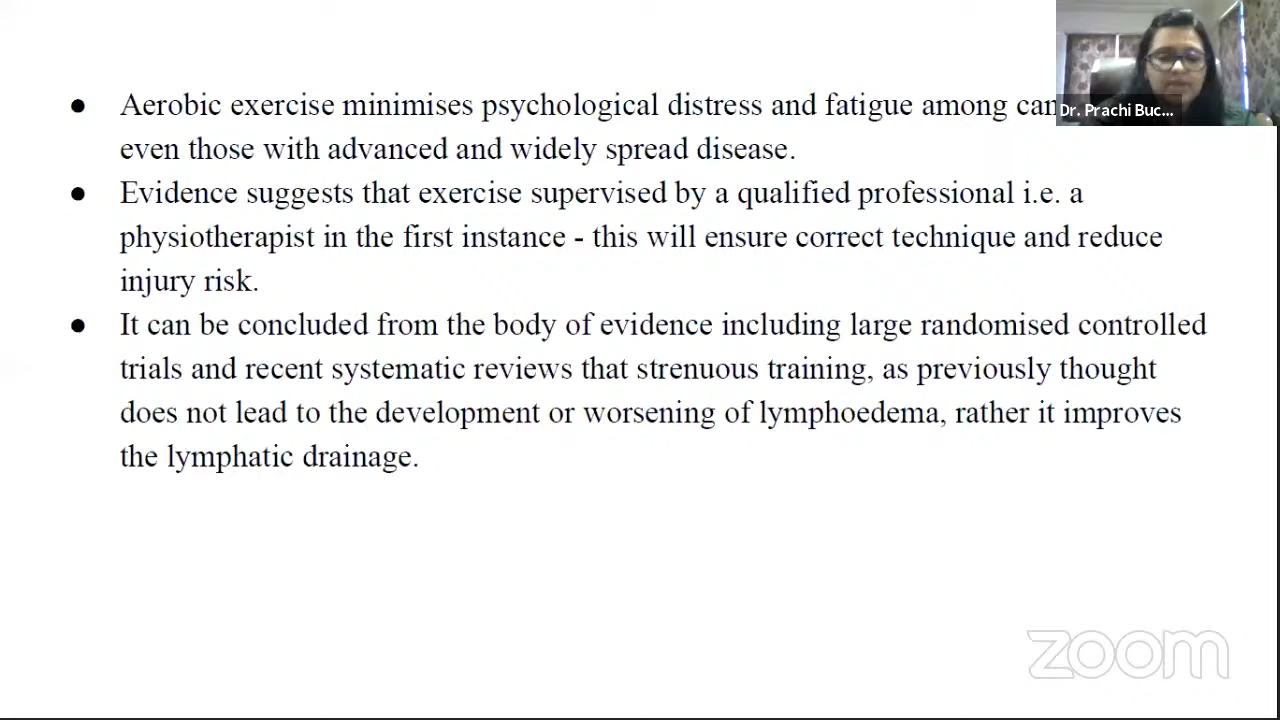 ● Aerobic exercise minimises psychological distress and fatigue among
even those with advanced and widely spread disease.
● Evidence suggests that exercise supervised by a qualified professional i.e. a
physiotherapist in the first instance - this will ensure correct technique and reduce
injury risk.
● It can be concluded from the body of evidence including large randomised controlled
trials and recent systematic reviews that strenuous training, as previously thought
does not lead to the development or worsening of lymphoedema, rather it improves
the lymphatic drainage.
Dr. Prachi Buc...
zoom